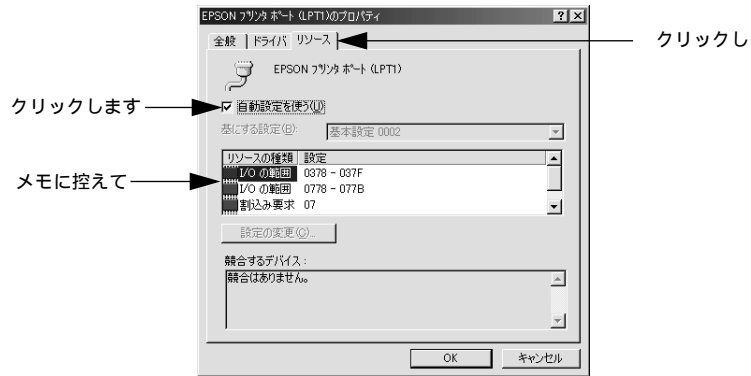 EPSON プリンタ ポート (LPT1)のプロパティ
全般 ドライバ リソース
クリックし
EPSON プリンタ ポート (LPT1)
クリックします
自動設定を使う(U)
基にする設定(B): 基本設定 0002
リソースの種類 設定
I/O の範囲 0378 - 037F
メモに控えて
I/O の範囲 0778 - 077B
割込み要求 07
設定の変更(C)...
競合するデバイス:
競合はありません。
OK キャンセル